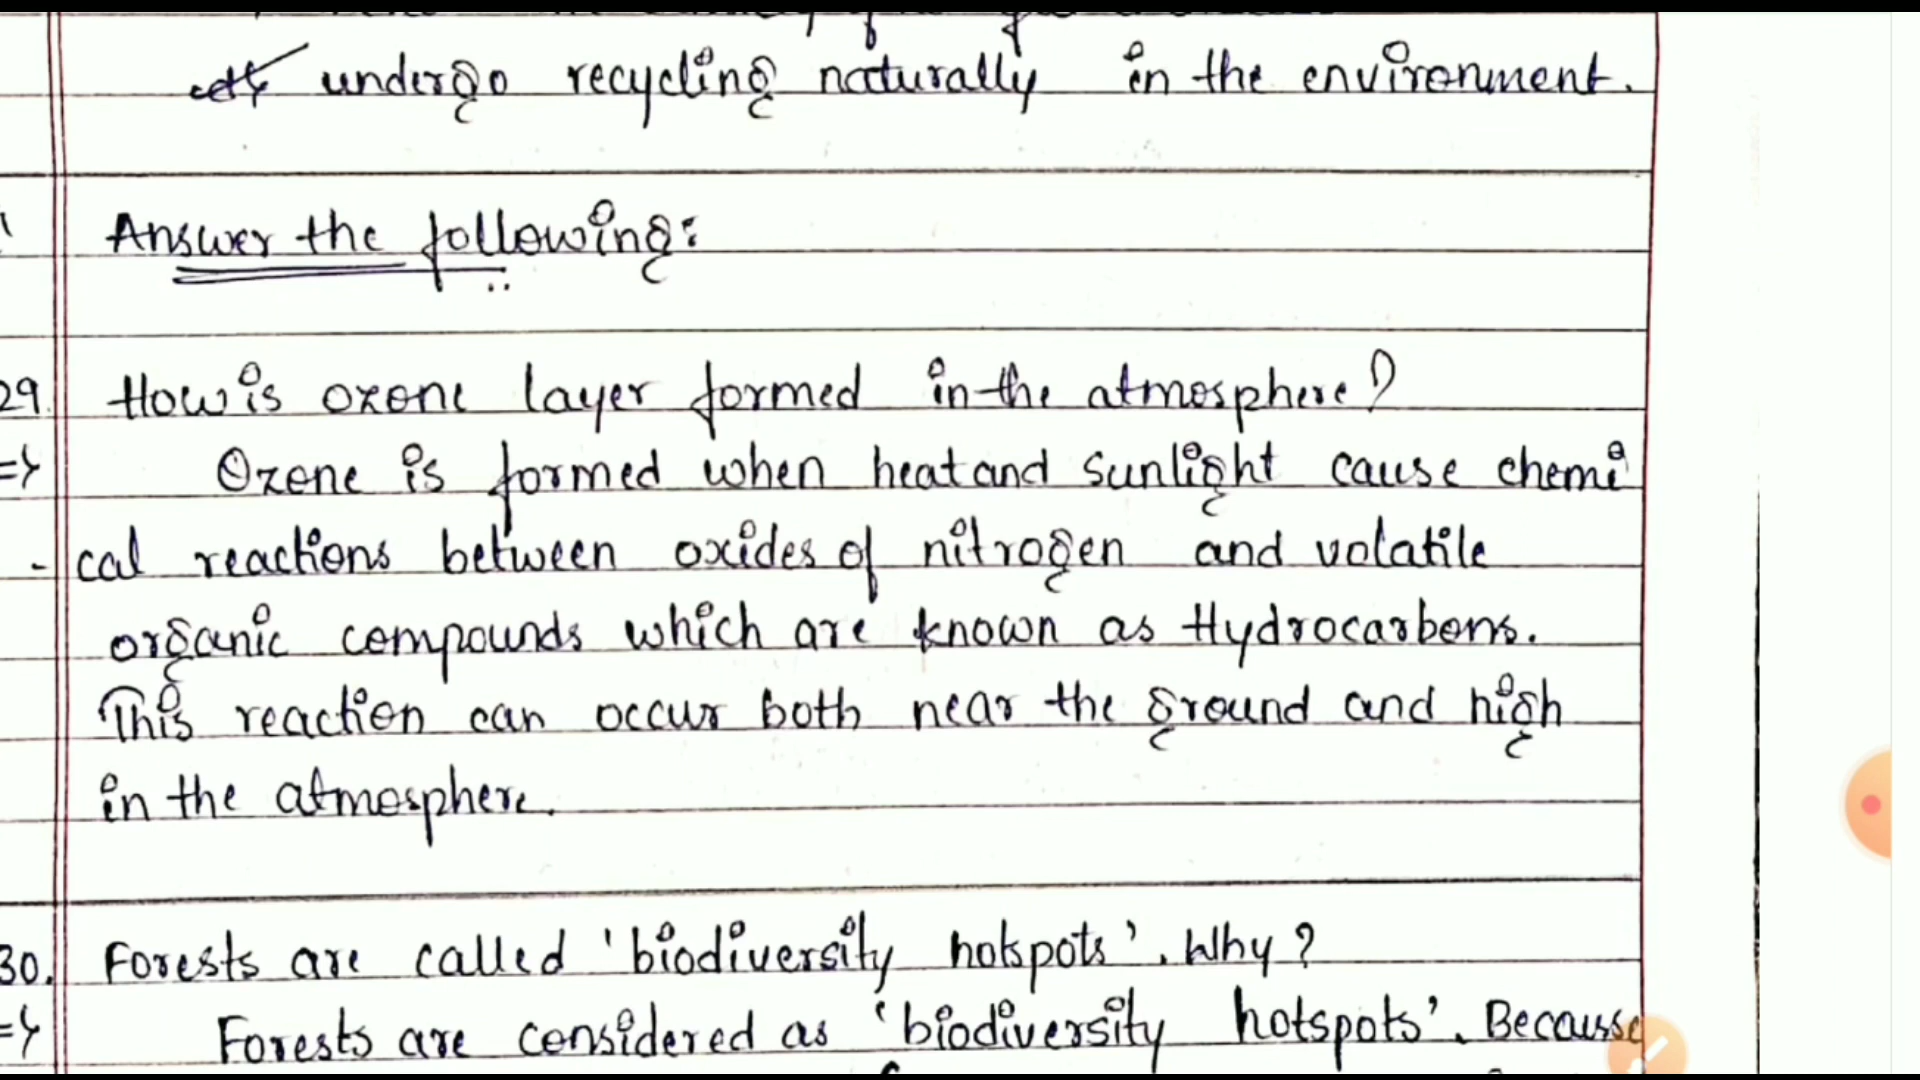 undergo recycling naturally in the environment.
Answer the following:
29. How is ozone layer formed in the atmosphere?
=> Ozene is formed when heat and sunlight cause chemi
- cal reactions between oxides of nitrogen and volatile
organic compounds which are known as Hydrocarbons.
This reaction can occur both near the ground and high
in the atmosphere.
30. Forests are called 'biodiversity hotspots'. Why?
=> Forests are considered as 'biodiversity hotspots'. Because